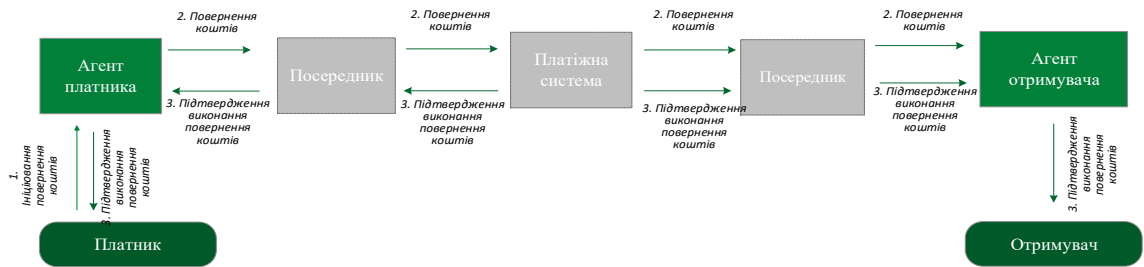 2. Повернення
коштів
2. Повернення
коштів
2. Повернення
коштів
2. Повернення
коштів
Агент
платника
Посередник
Платіжна
система
Посередник
Агент
отримувача
3. Підтвердження
виконання
повернення
коштів
3. Підтвердження
виконання
повернення
коштів
3. Підтвердження
виконання
повернення
коштів
3. Підтвердження
виконання
повернення
коштів
1.
Ініціювання
повернення
коштів
3. Підтвердження
виконання
повернення
коштів
3. Підтвердження
виконання
повернення
коштів
Платник
Отримувач